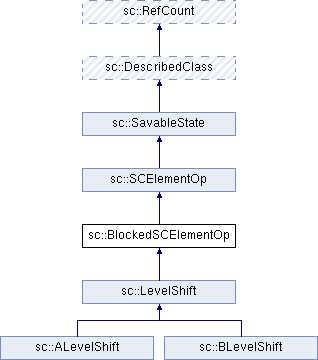 sc::RefCount
sc::DescribedClass
sc::SavableState
sc::SCElementOp
sc::BlockedSCElementOp
sc::LevelShift
sc::ALevelShift sc::BLevelShift